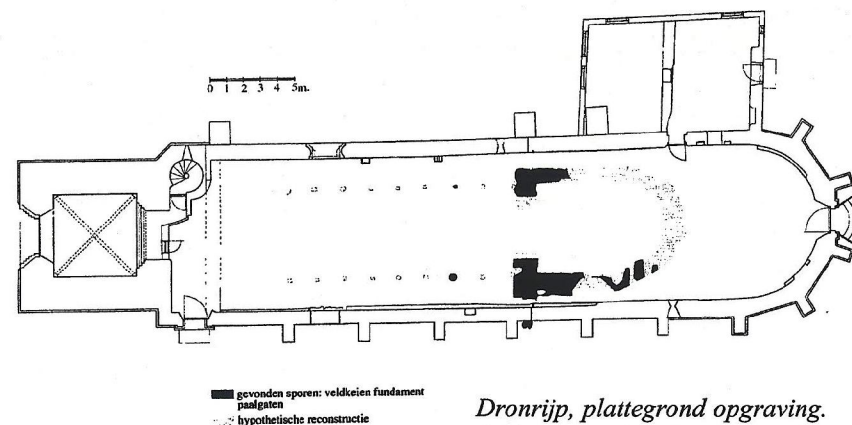 0 1 2 3 4 5m.
gevonden sporen: veldkeien fundament
paalgaten
hypothetische reconstructie
Dronrijp, plattegrond opgraving.